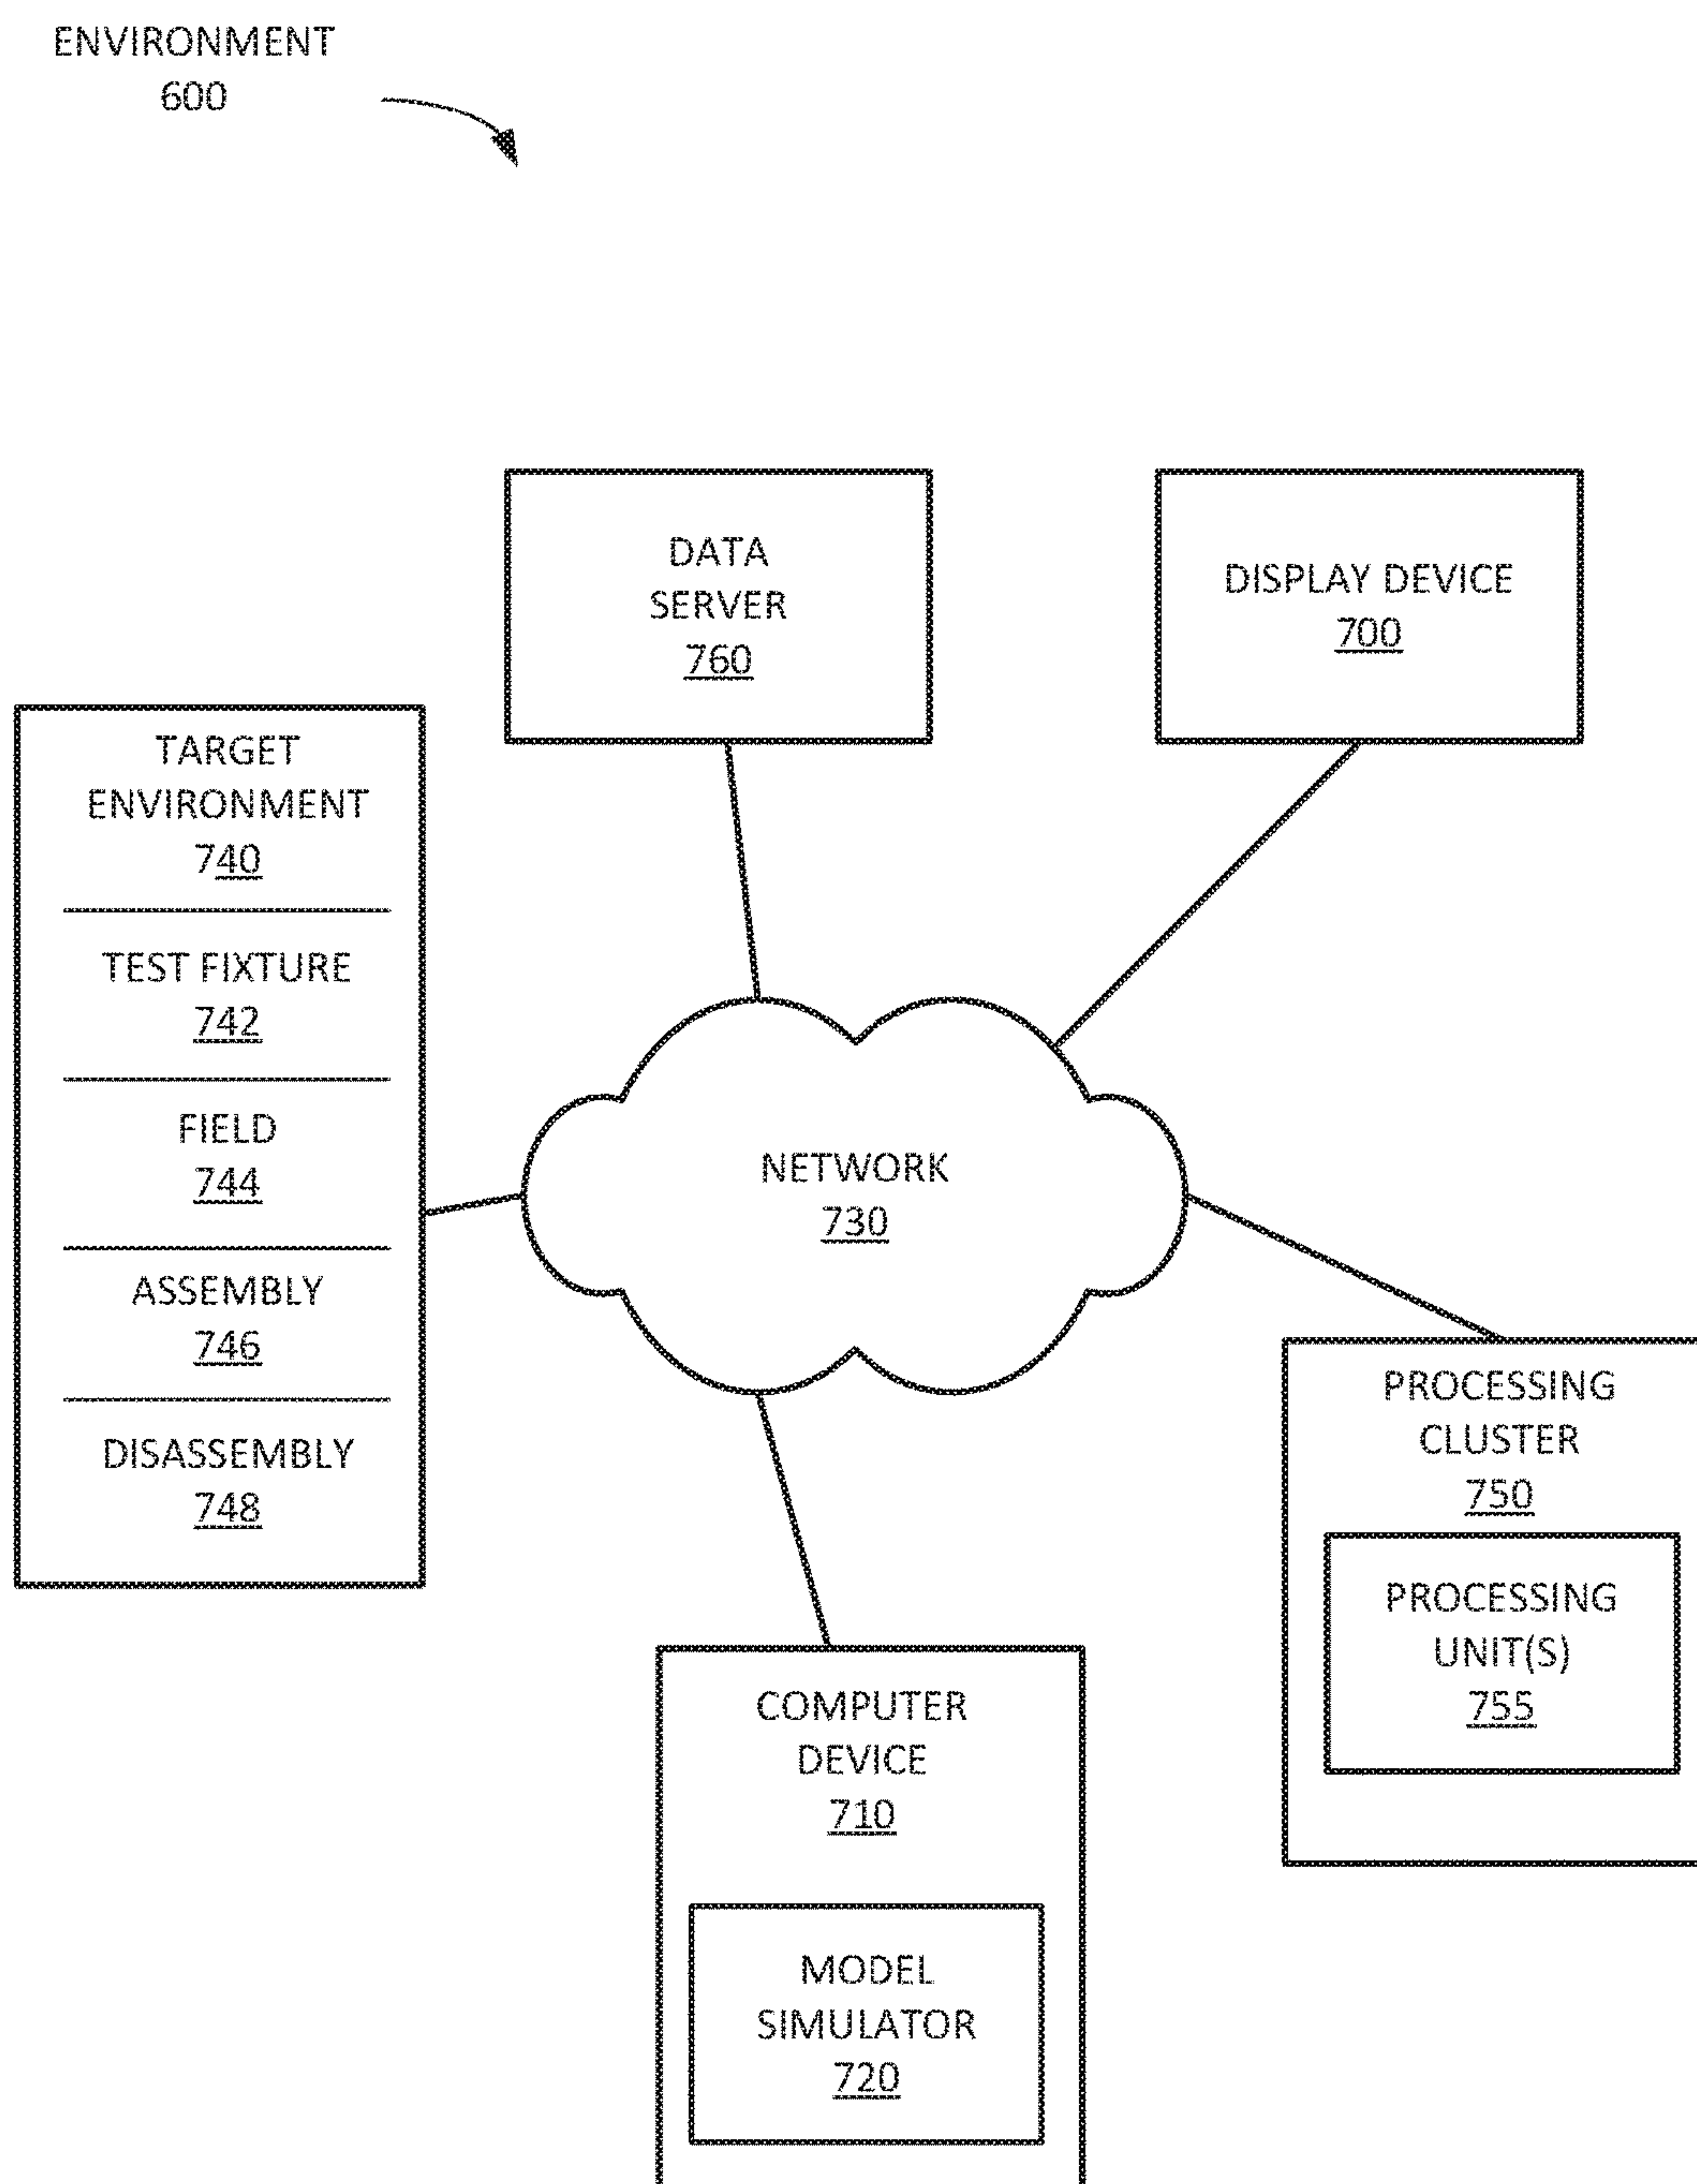 ENVIRONMENT
600
DATA
SERVER
760
DISPLAY DEVICE
700
TARGET
ENVIRONMENT
740
TEST FIXTURE
742
FIELD
744
ASSEMBLY
746
DISASSEMBLY
748
NETWORK
730
PROCESSING
CLUSTER
750
PROCESSING
UNIT(S)
755
COMPUTER
DEVICE
710
MODEL
SIMULATOR
720